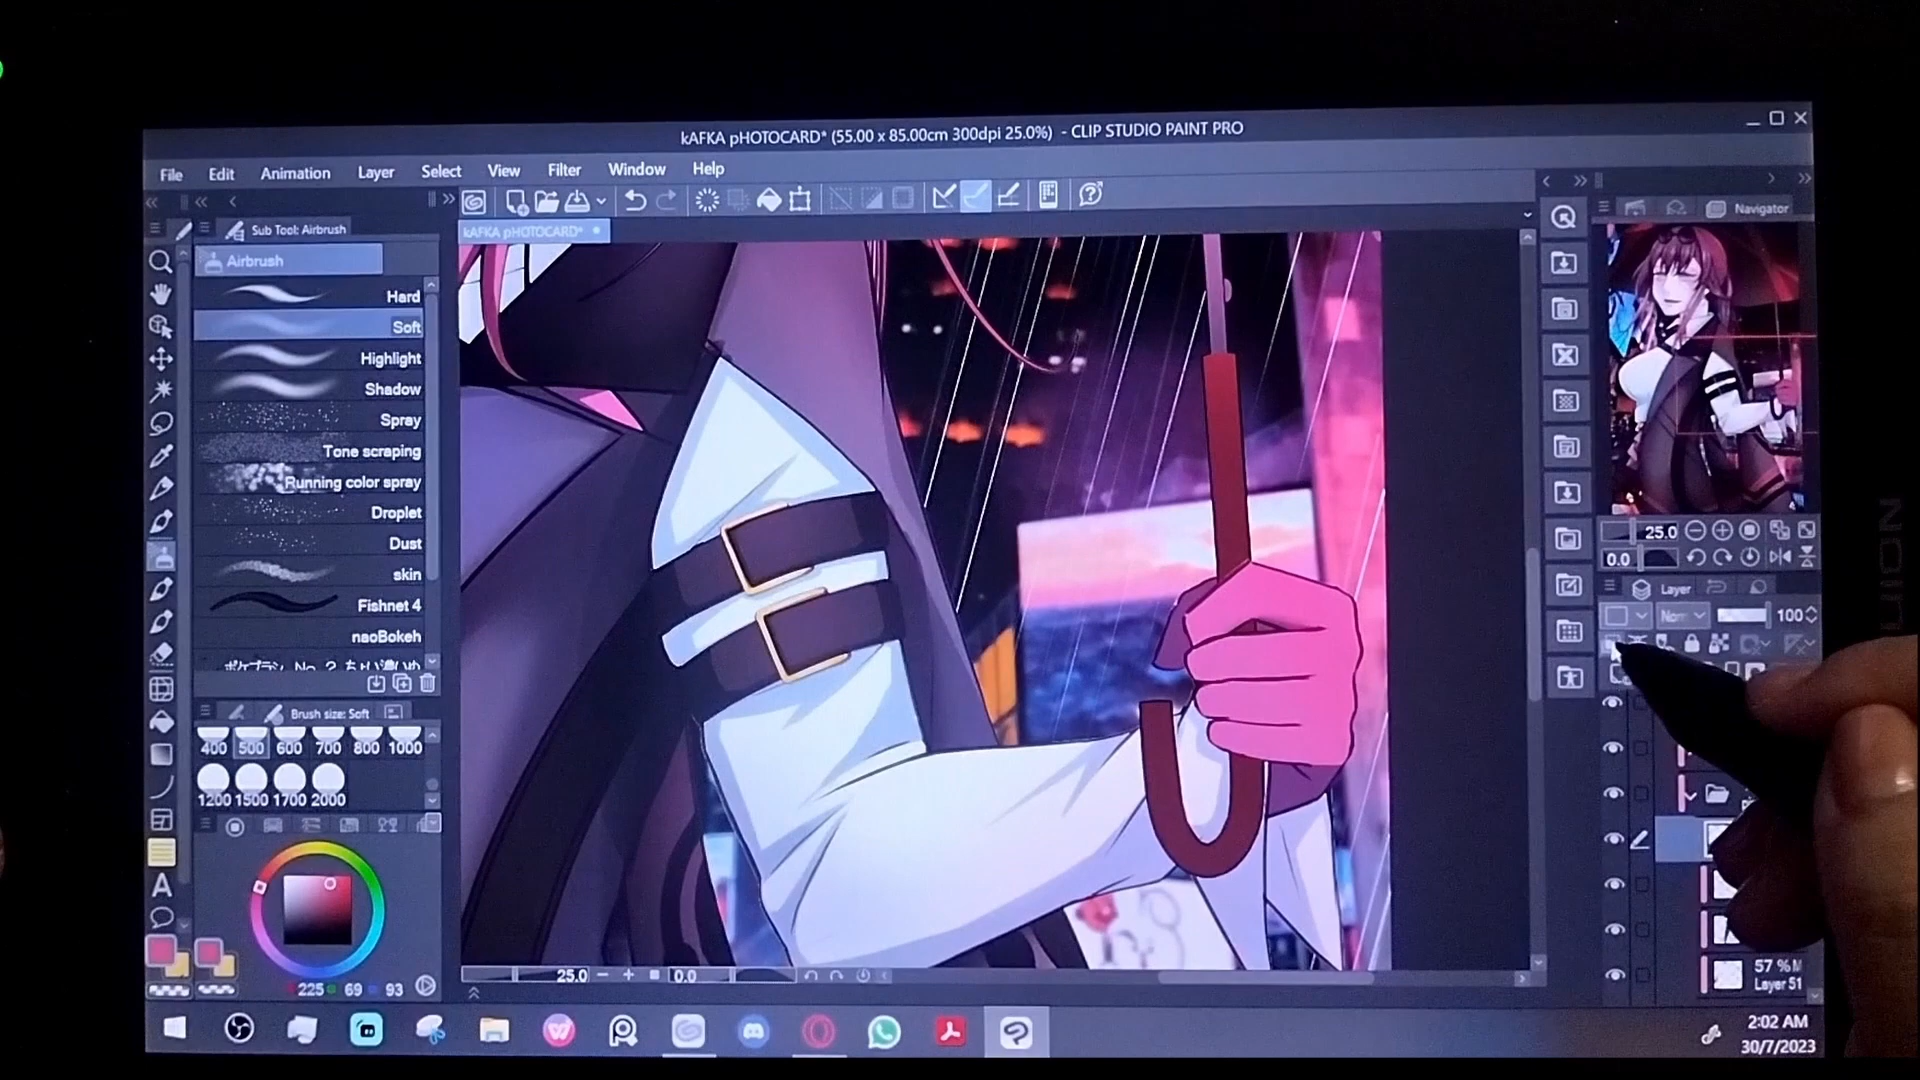 kAFKA pHOTOCARD* (55.00 x 85.00cm 300dpi 25.0%) - CLIP STUDIO PAINT PRO
File Edit Animation Layer Select View Filter Window Help
Sub Tool: Airbrush
kAFKA pHOTOCARD*
Navigator
Airbrush
Hard
Soft
Highlight
Shadow
Spray
Tone scraping
Running color spray
Droplet
Dust
skin
Fishnet 4
naoBokeh
25.0
0.0
Layer
100
Brush size: Soft
400 500 600 700 800 1000
1200 1500 1700 2000
A
225 69 93
25.0 0.0
57 %
Layer 51
2:02 AM
30/7/2023